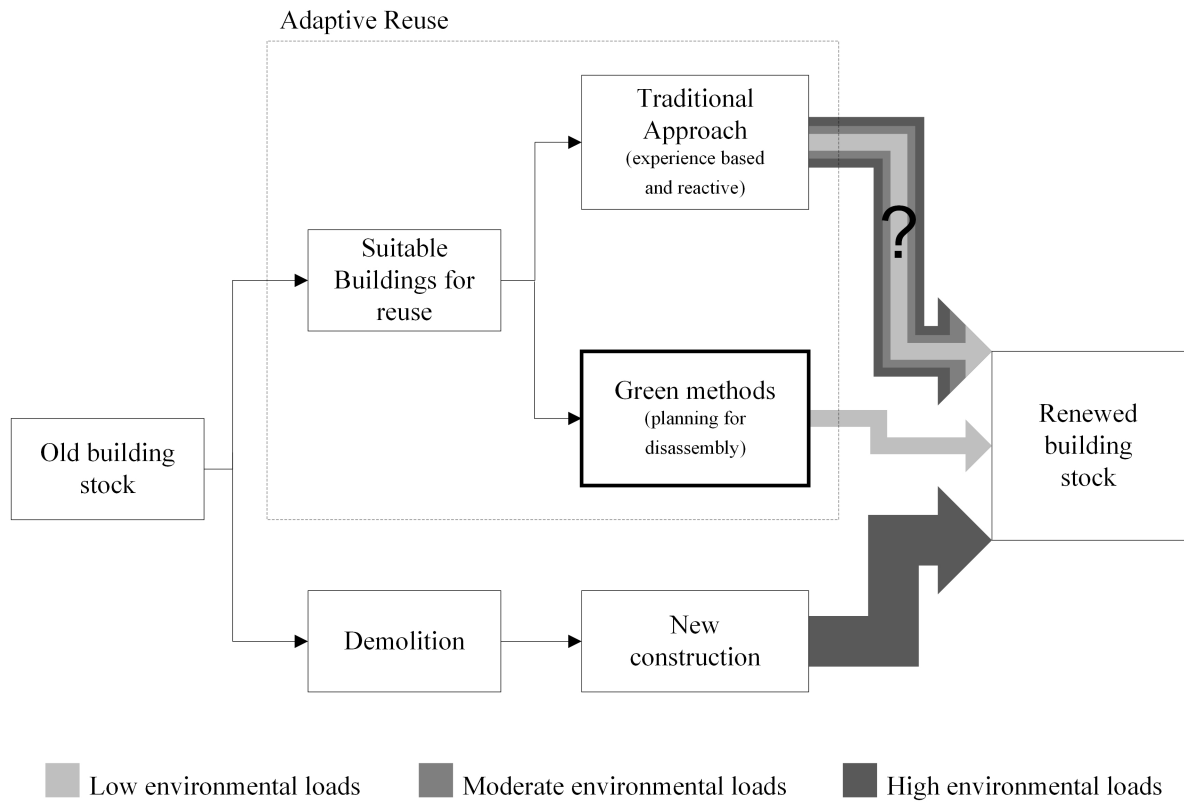 Adaptive Reuse
Traditional
Approach
(experience based
and reactive)
?
Suitable
Buildings for
reuse
Green methods
(planning for
disassembly)
Old building
stock
Renewed
building
stock
Demolition
New
construction
Low environmental loads
Moderate environmental loads
High environmental loads